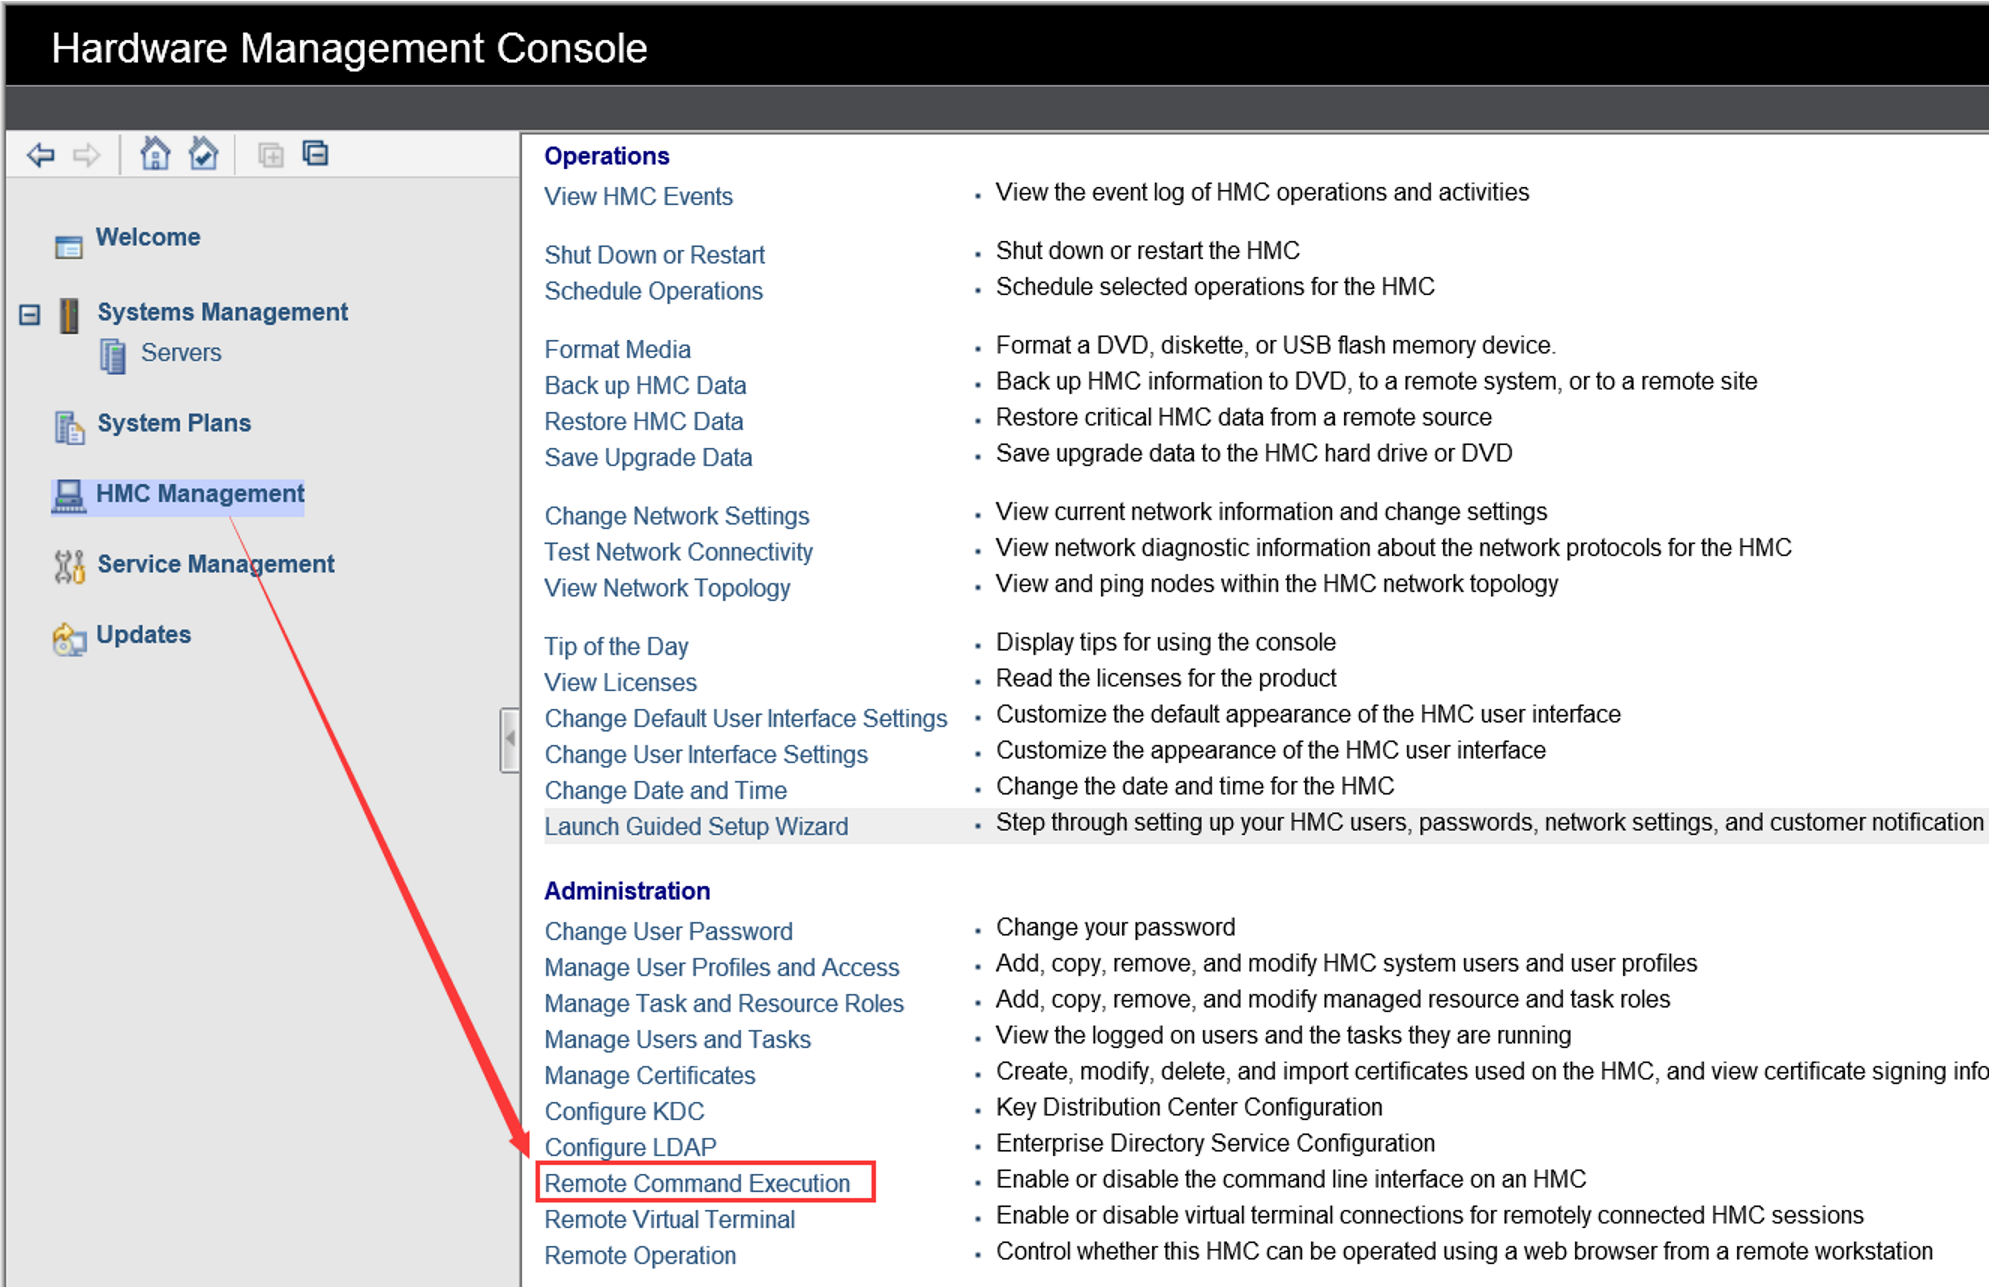 Hardware Management Console
Welcome
Systems Management
Servers
System Plans
HMC Management
Service Management
Updates
Operations
View HMC Events · View the event log of HMC operations and activities
Shut Down or Restart · Shut down or restart the HMC
Schedule Operations · Schedule selected operations for the HMC
Format Media · Format a DVD, diskette, or USB flash memory device.
Back up HMC Data · Back up HMC information to DVD, to a remote system, or to a remote site
Restore HMC Data · Restore critical HMC data from a remote source
Save Upgrade Data · Save upgrade data to the HMC hard drive or DVD
Change Network Settings · View current network information and change settings
Test Network Connectivity · View network diagnostic information about the network protocols for the HMC
View Network Topology · View and ping nodes within the HMC network topology
Tip of the Day · Display tips for using the console
View Licenses · Read the licenses for the product
Change Default User Interface Settings · Customize the default appearance of the HMC user interface
Change User Interface Settings · Customize the appearance of the HMC user interface
Change Date and Time · Change the date and time for the HMC
Launch Guided Setup Wizard · Step through setting up your HMC users, passwords, network settings, and customer notification
Administration
Change User Password · Change your password
Manage User Profiles and Access · Add, copy, remove, and modify HMC system users and user profiles
Manage Task and Resource Roles · Add, copy, remove, and modify managed resource and task roles
Manage Users and Tasks · View the logged on users and the tasks they are running
Manage Certificates · Create, modify, delete, and import certificates used on the HMC, and view certificate signing info
Configure KDC · Key Distribution Center Configuration
Configure LDAP · Enterprise Directory Service Configuration
Remote Command Execution · Enable or disable the command line interface on an HMC
Remote Virtual Terminal · Enable or disable virtual terminal connections for remotely connected HMC sessions
Remote Operation · Control whether this HMC can be operated using a web browser from a remote workstation